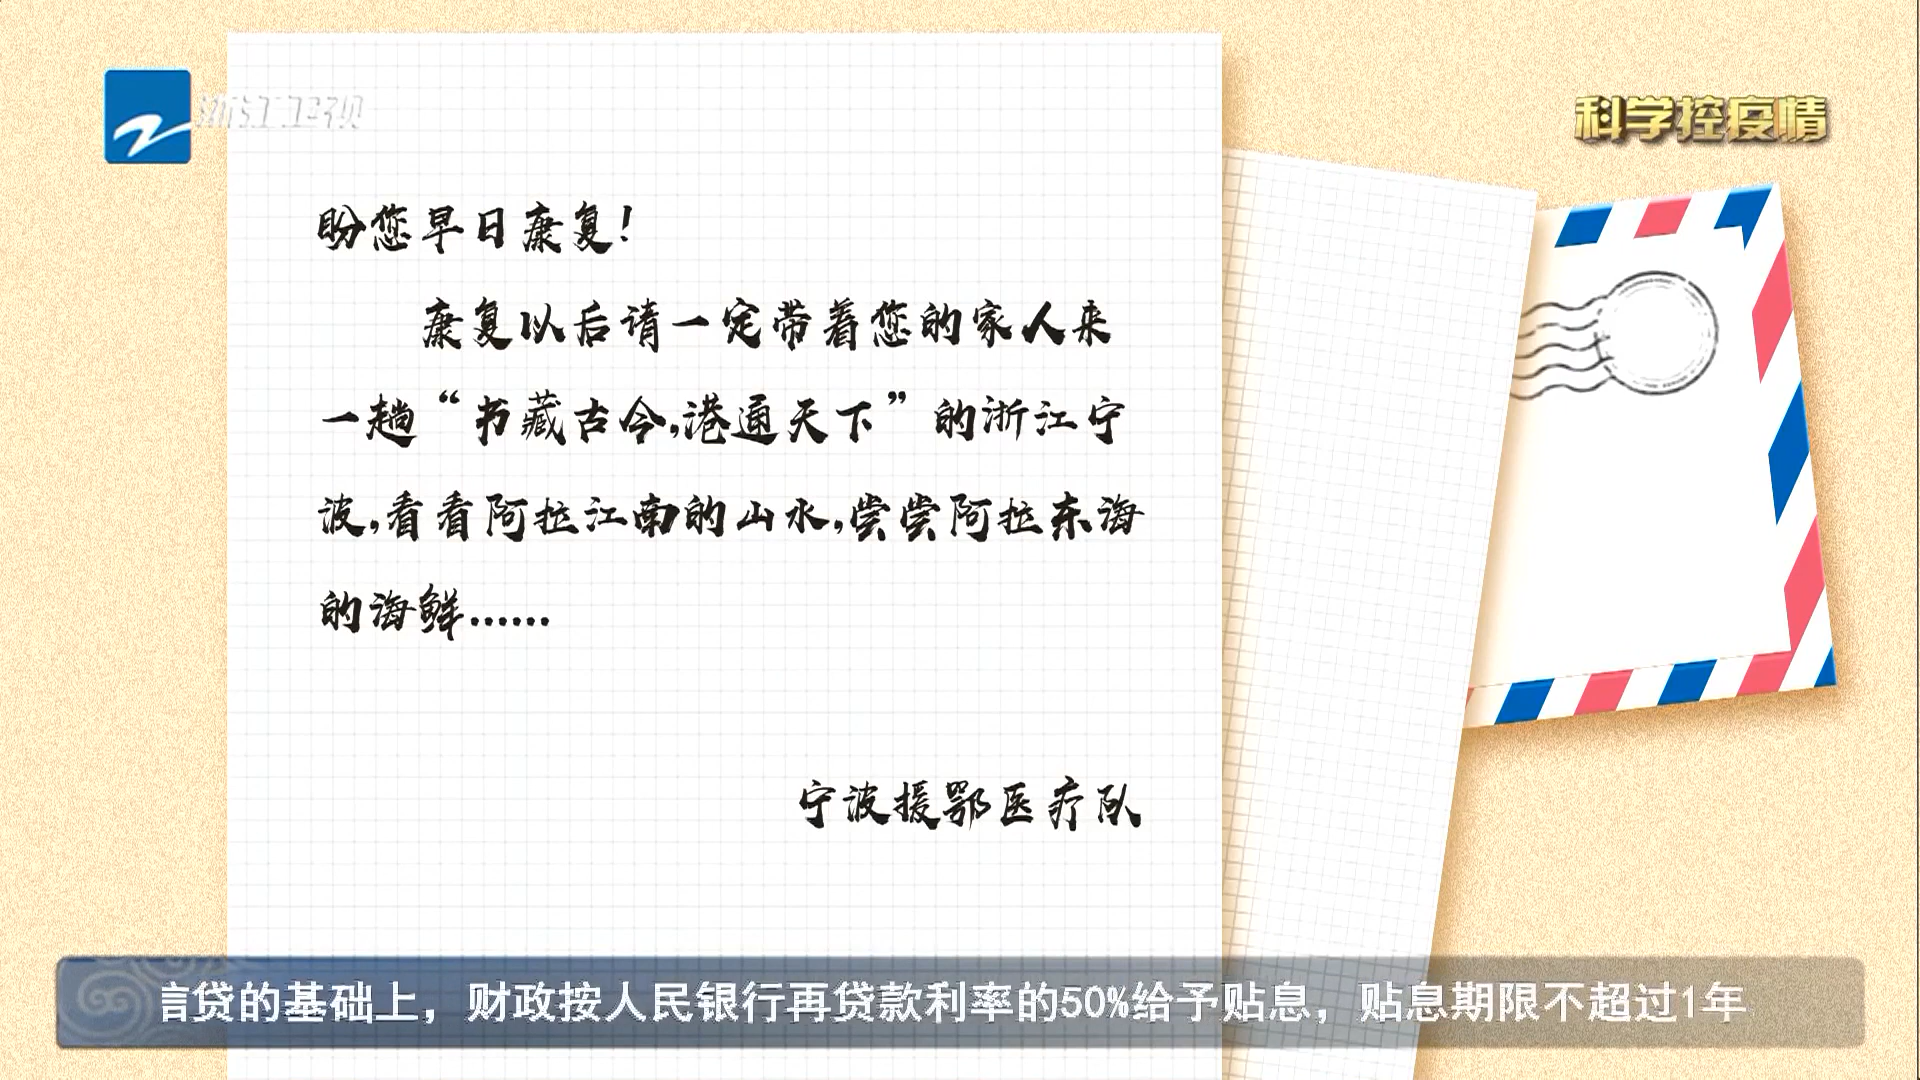 浙江卫视
科学控疫情
盼您早日康复!
康复以后请一定带着您的家人来
一趟“书藏古今,港通天下”的浙江宁
波,看看阿拉江南的山水,尝尝阿拉东海
的海鲜……
宁波援鄂医疗队
信贷的基础上，财政按人民银行再贷款利率的50%给予贴息，贴息期限不超过1年